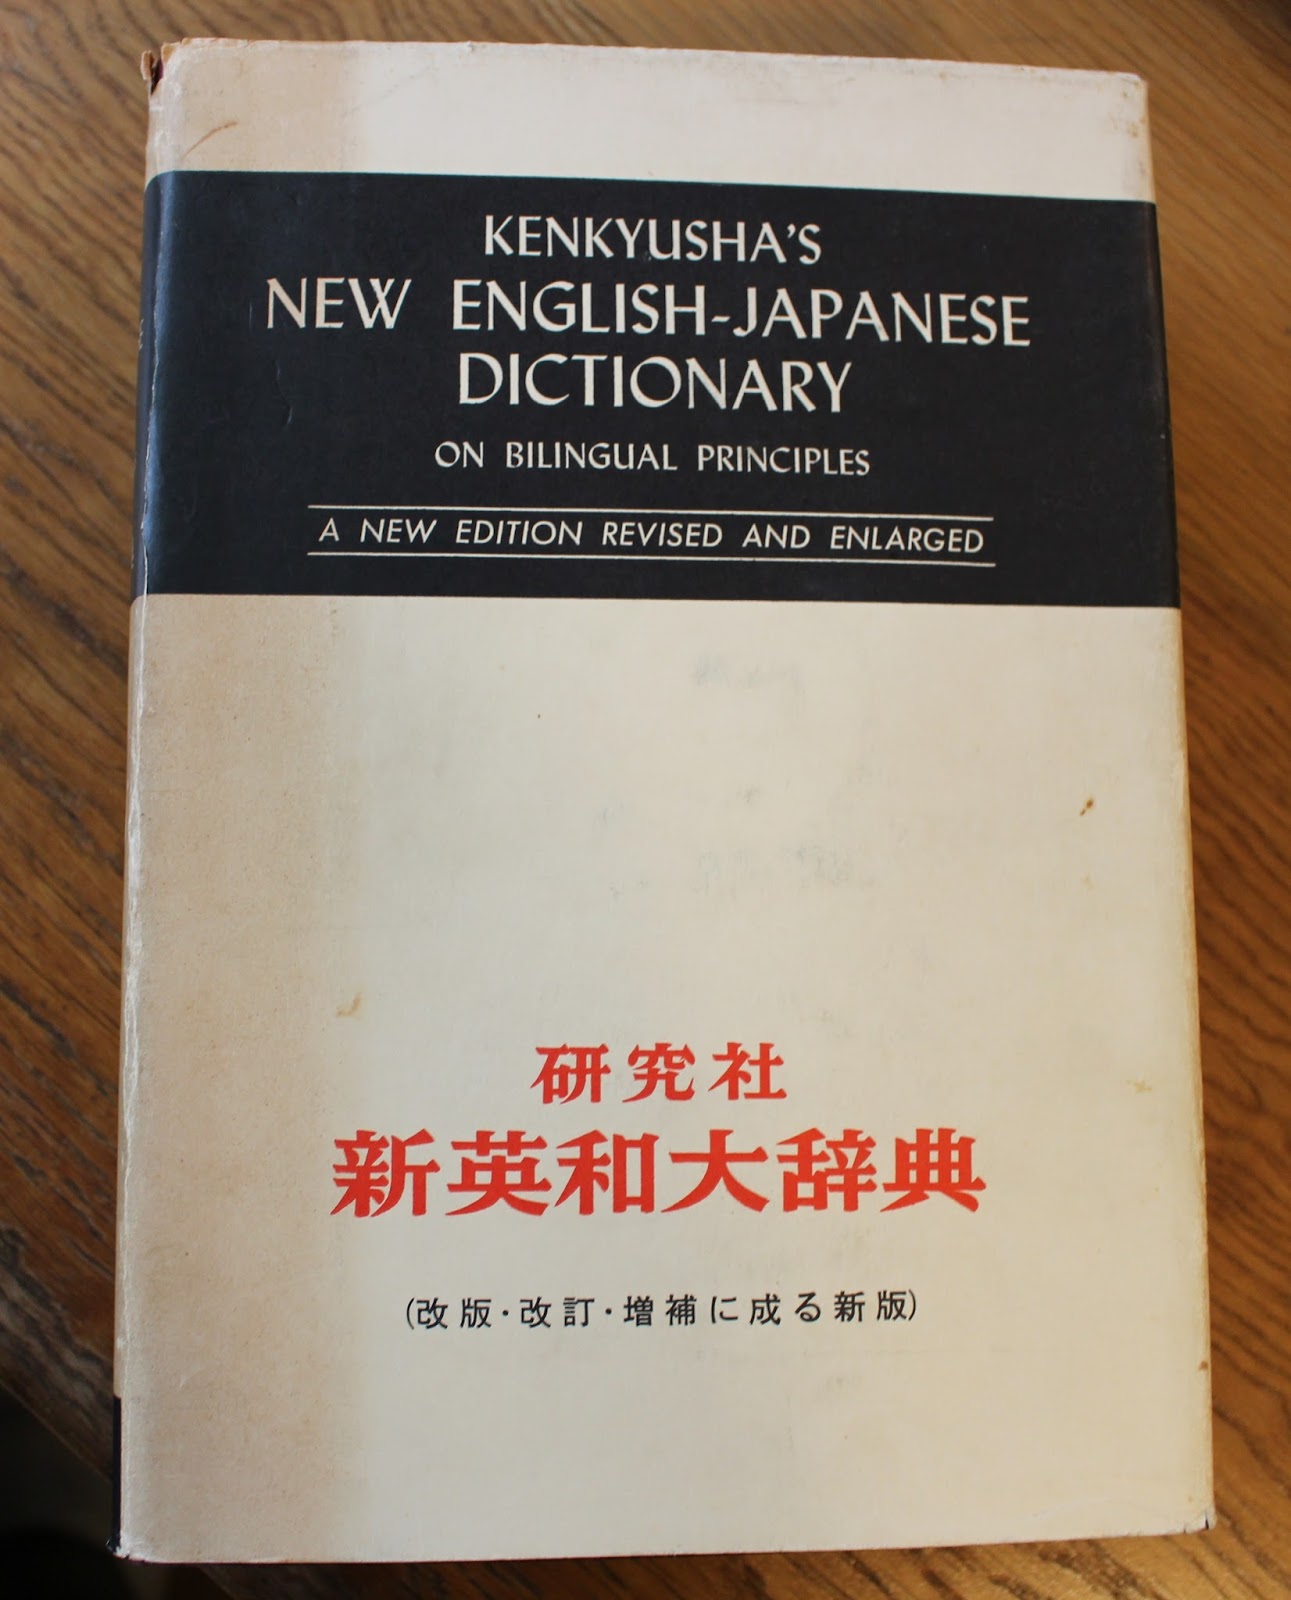 KENKYUSHA'S
NEW ENGLISH-JAPANESE
DICTIONARY
ON BILINGUAL PRINCIPLES
A NEW EDITION REVISED AND ENLARGED
研究社
新英和大辞典
(改版・改訂・増補に成る新版)